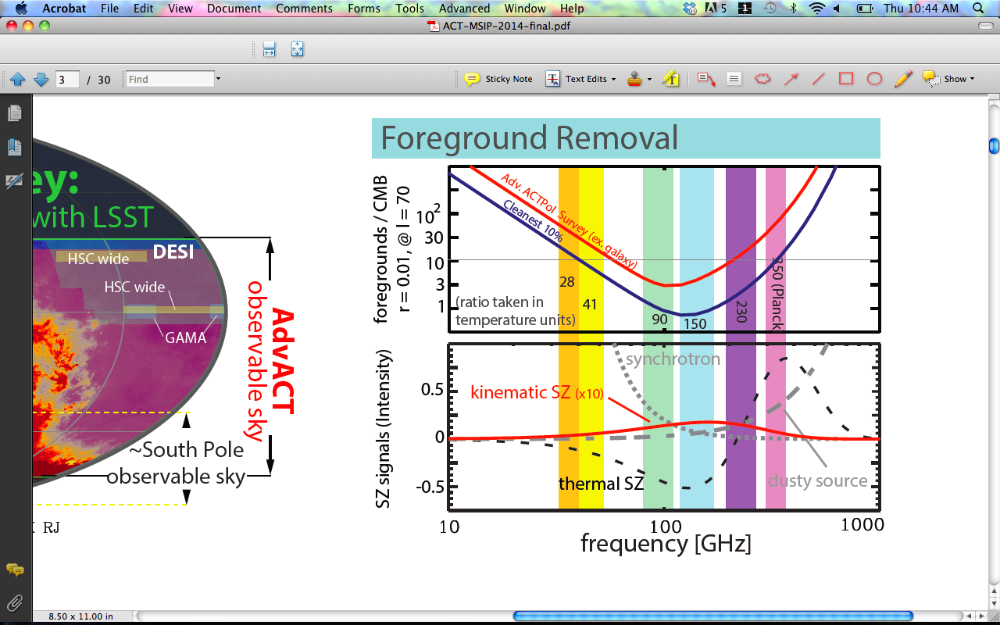 Acrobat File Edit View Document Comments Forms Tools Advanced Window Help
5 1 Thu 10:44 AM
ACT-MSIP-2014-final.pdf
3 / 30 Find
Sticky Note Text Edits Show
ey:
with LSST
HSC wide
DESI
HSC wide
GAMA
AdvACT
observable sky
~South Pole
observable sky
RJ
Foreground Removal
foregrounds / CMB
r = 0.01, @ l = 70
10²
30
10
3
1
Adv. ACTPol Survey (ex. galaxy)
Cleanest 10%
28
41
90
150
230
350 (Planck
(ratio taken in
temperature units)
SZ signals (Intensity)
0.5
0
-0.5
synchrotron
kinematic SZ (x10)
thermal SZ
dusty source
10
100
1000
frequency [GHz]
8.50 x 11.00 in